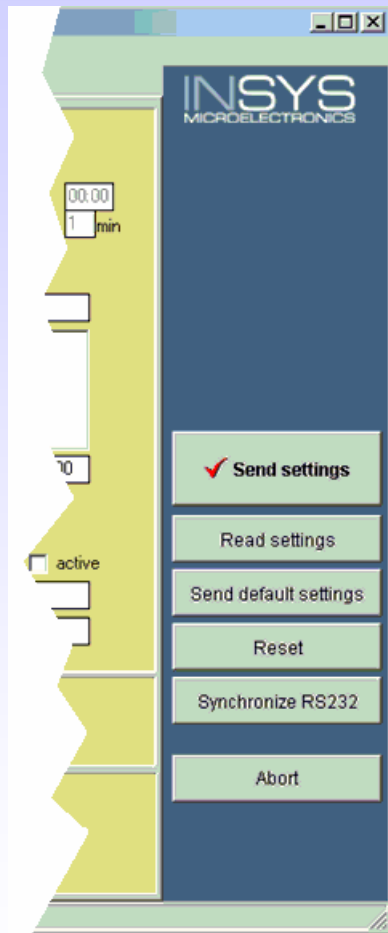 INSYS
MICROELECTRONICS
00:00
1 min
Send settings
Read settings
active
Send default settings
Reset
Synchronize RS232
Abort